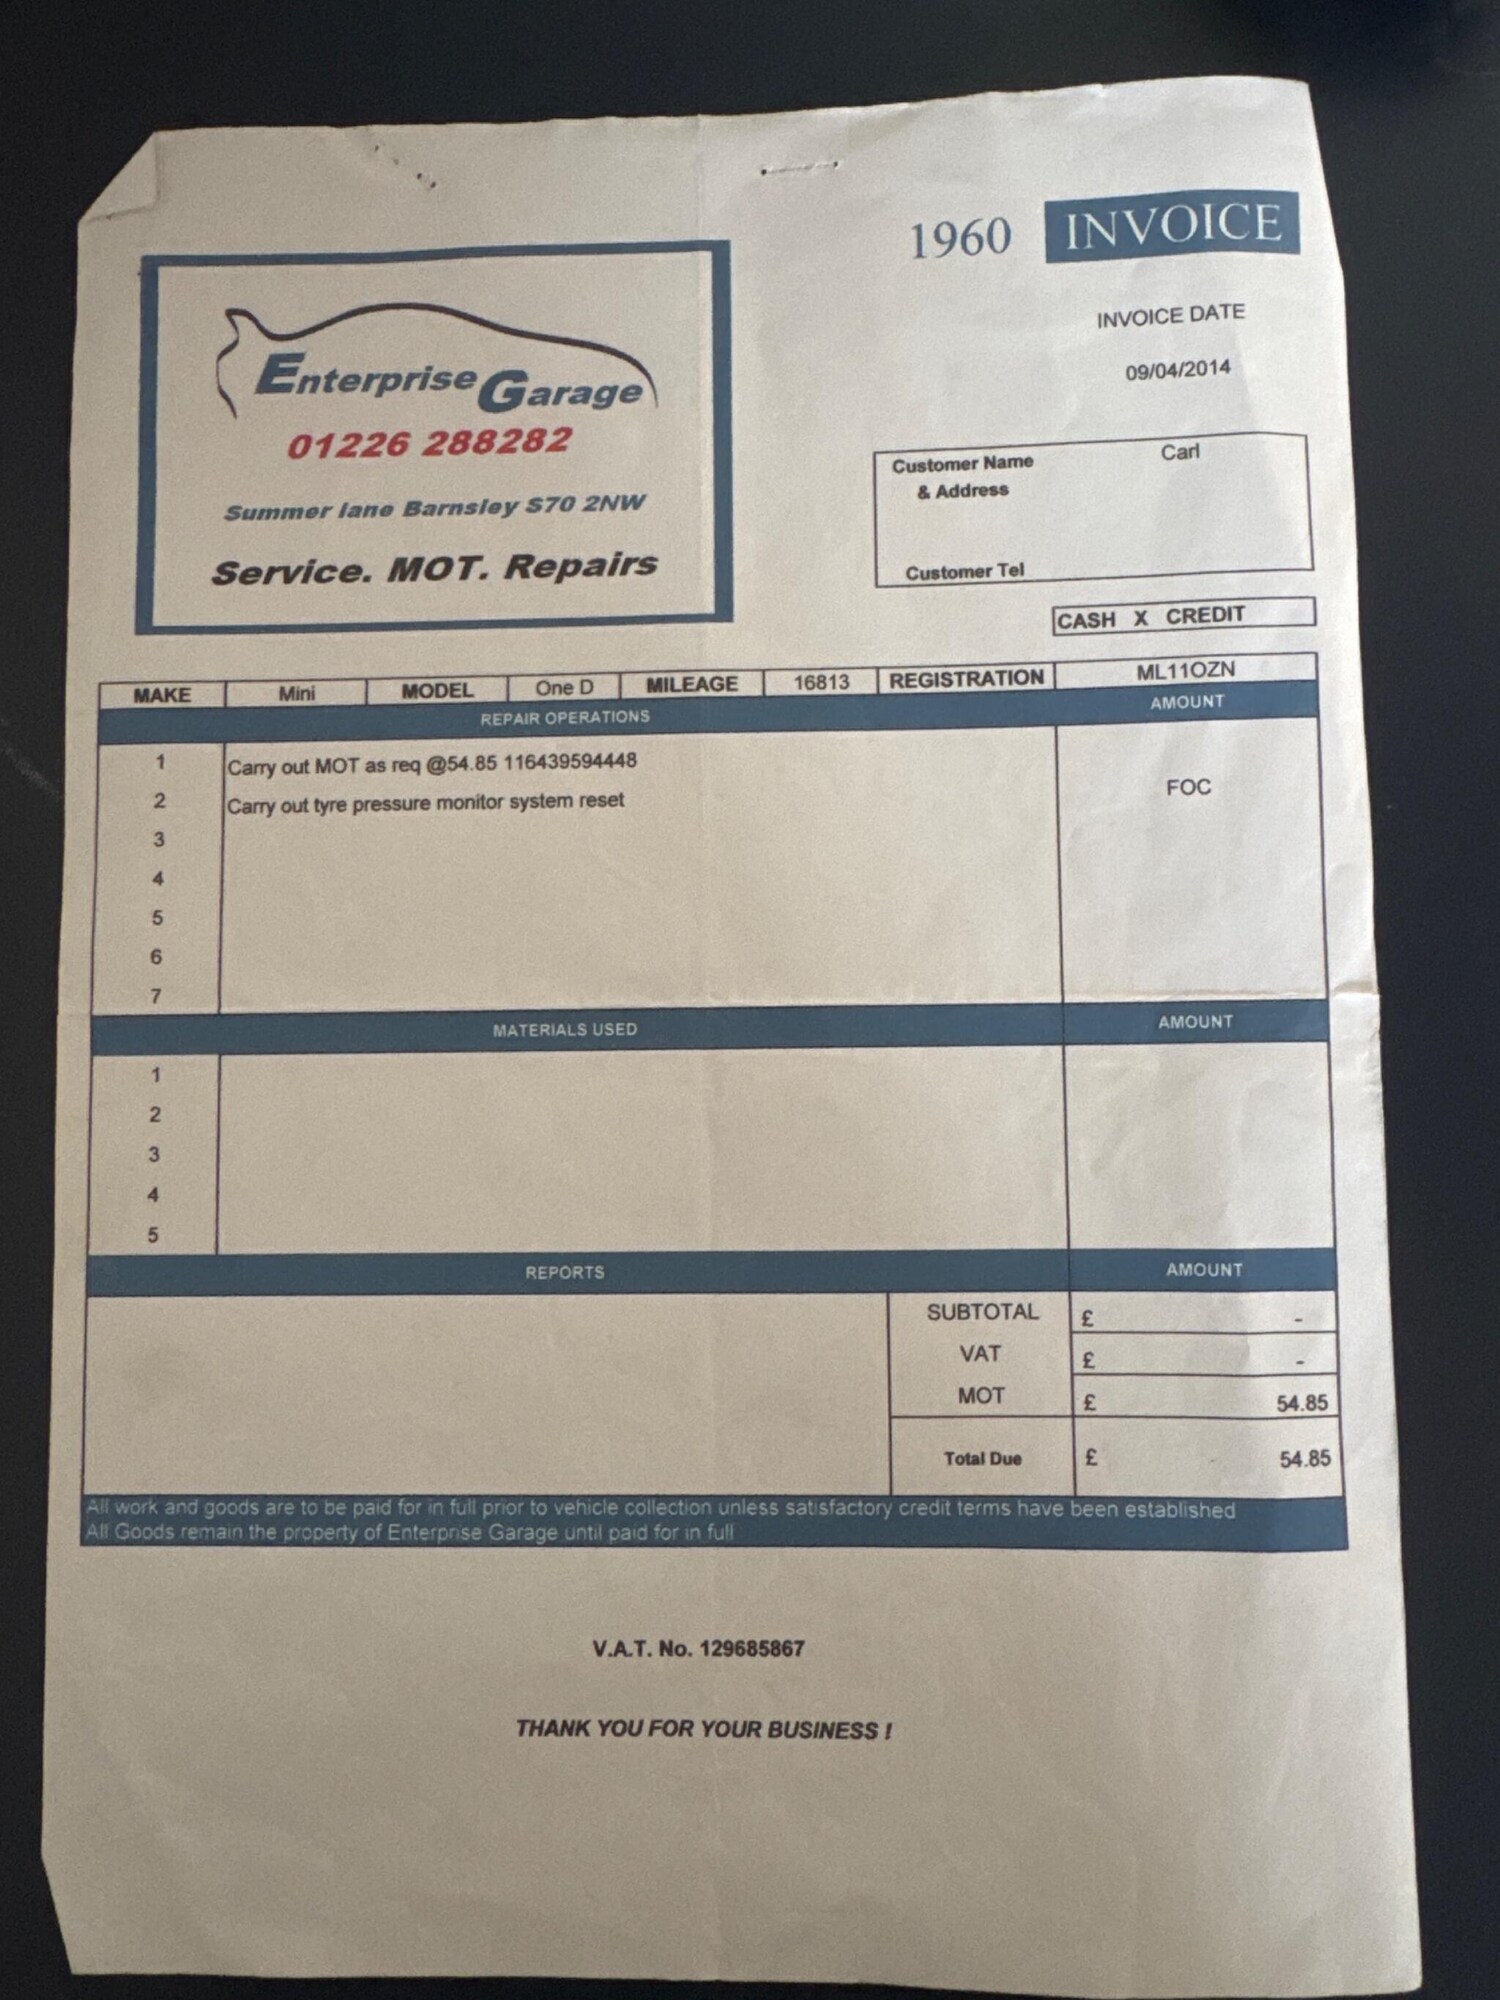 1960 INVOICE
INVOICE DATE
09/04/2014
Enterprise Garage
01226 288282
Summer lane Barnsley S70 2NW
Service. MOT. Repairs
Customer Name Carl
& Address
Customer Tel
CASH X CREDIT
MAKE Mini MODEL One D MILEAGE 16813 REGISTRATION ML11OZN
REPAIR OPERATIONS AMOUNT
1 Carry out MOT as req @54.85 116439594448
2 Carry out tyre pressure monitor system reset FOC
3
4
5
6
7
MATERIALS USED AMOUNT
1
2
3
4
5
REPORTS AMOUNT
SUBTOTAL £ -
VAT £ -
MOT £ 54.85
Total Due £ 54.85
All work and goods are to be paid for in full prior to vehicle collection unless satisfactory credit terms have been established
All Goods remain the property of Enterprise Garage until paid for in full
V.A.T. No. 129685867
THANK YOU FOR YOUR BUSINESS !